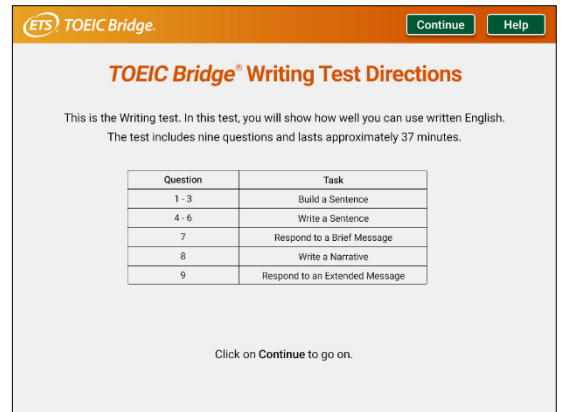 ETS TOEIC Bridge.
Continue
Help
TOEIC Bridge® Writing Test Directions
This is the Writing test. In this test, you will show how well you can use written English.
The test includes nine questions and lasts approximately 37 minutes.
Question Task
1 - 3 Build a Sentence
4 - 6 Write a Sentence
7 Respond to a Brief Message
8 Write a Narrative
9 Respond to an Extended Message
Click on Continue to go on.